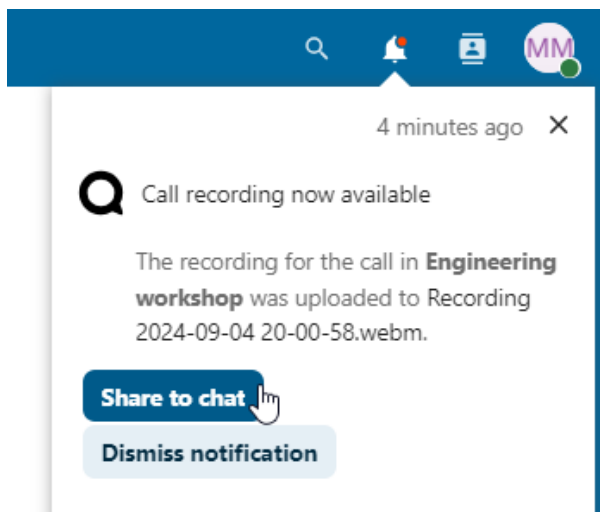 MM
4 minutes ago
Call recording now available
The recording for the call in Engineering
workshop was uploaded to Recording
2024-09-04 20-00-58.webm.
Share to chat
Dismiss notification